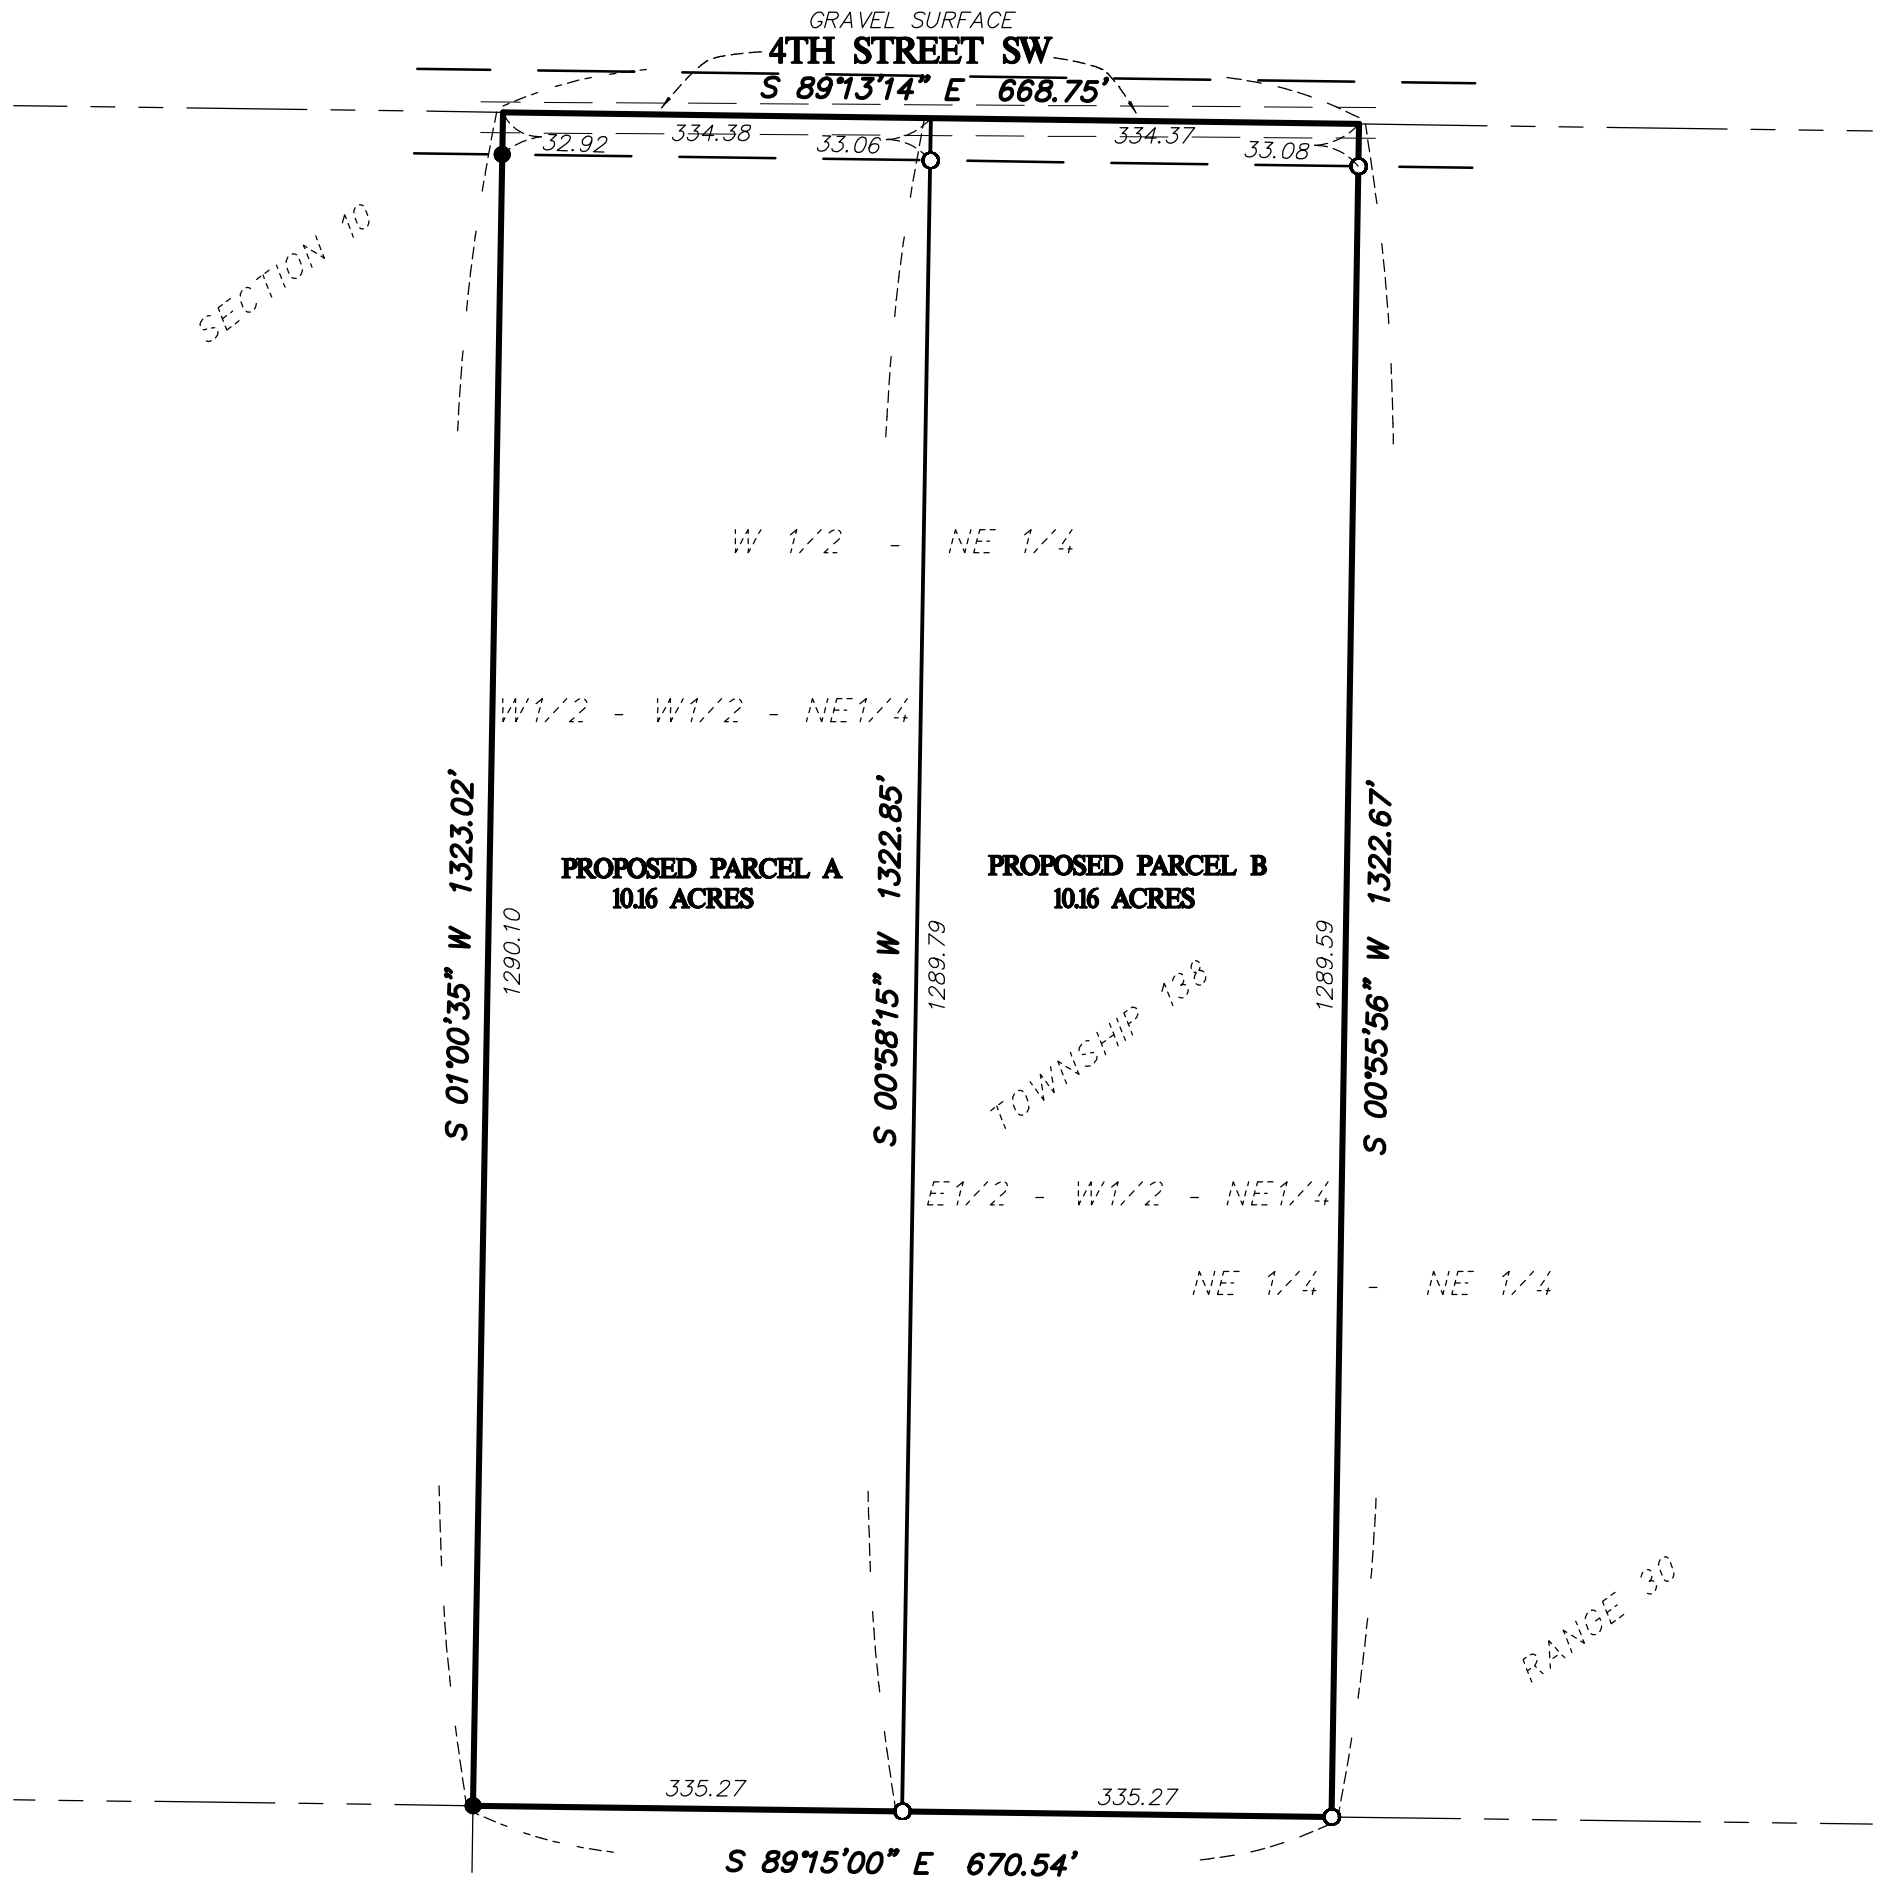 GRAVEL SURFACE
4TH STREET SW
S 89°13'14" E 668.75'
32.92
334.38
33.06
334.37
33.08
SECTION 10
W 1/2 - NE 1/4
W1/2 - W1/2 - NE1/4
S 01°00'35" W 1323.02'
1290.10
PROPOSED PARCEL A
10.16 ACRES
S 00°58'15" W 1322.85'
1289.79
PROPOSED PARCEL B
10.16 ACRES
1289.59
S 00°55'56" W 1322.67'
TOWNSHIP 138
E1/2 - W1/2 - NE1/4
NE 1/4 - NE 1/4
RANGE 30
335.27
335.27
S 89°15'00" E 670.54'